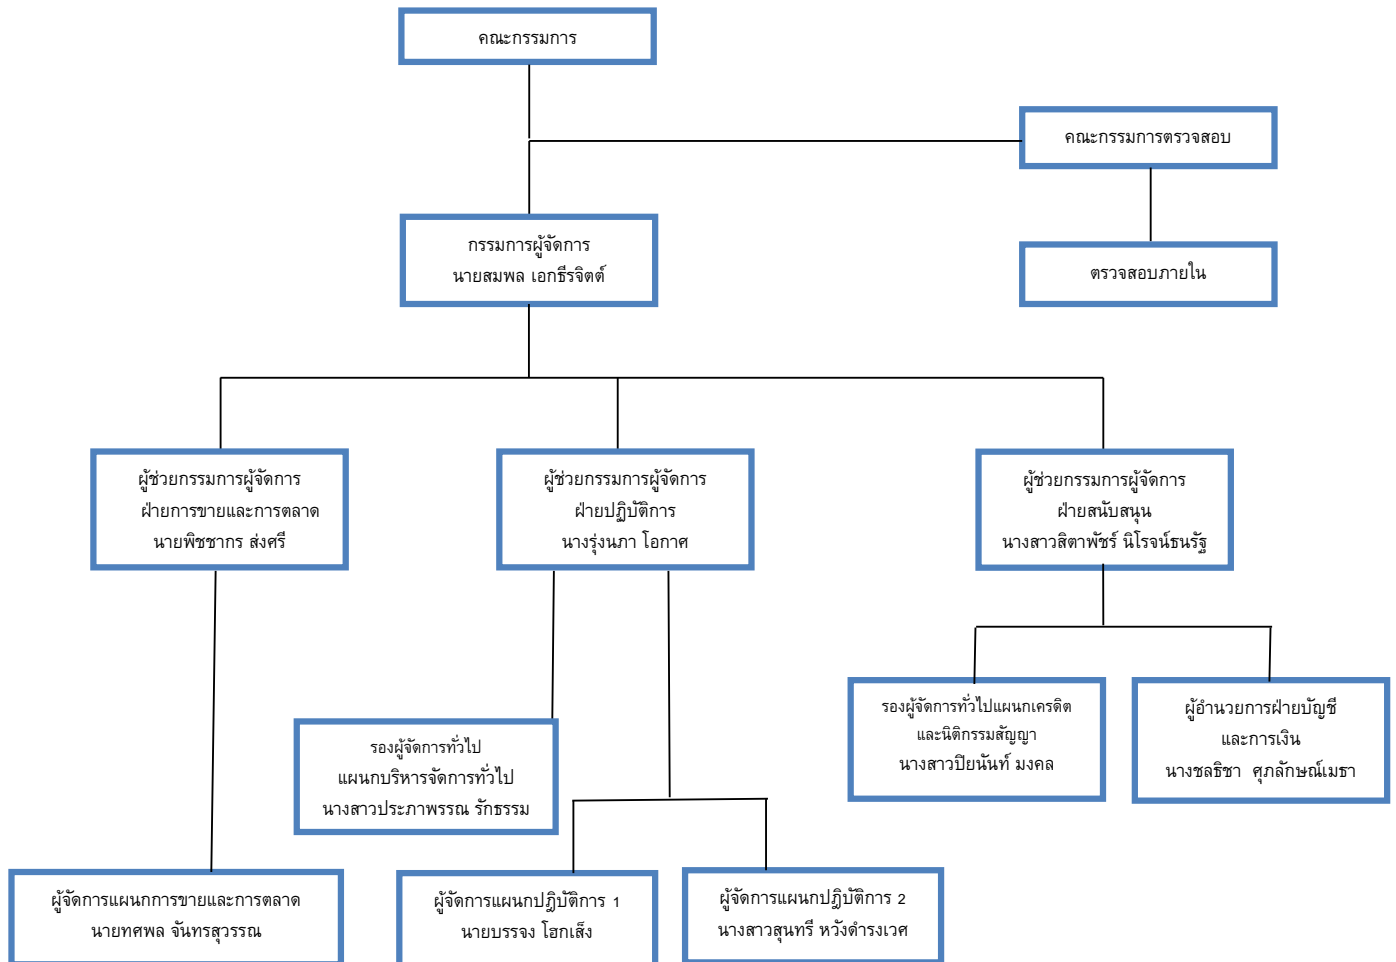 คณะกรรมการ
คณะกรรมการตรวจสอบ
กรรมการผู้จัดการ
นายสมพล เอกธีรจิตต์
ตรวจสอบภายใน
ผู้ช่วยกรรมการผู้จัดการ
ฝ่ายการขายและการตลาด
นายพิชชากร ส่งศรี
ผู้ช่วยกรรมการผู้จัดการ
ฝ่ายปฏิบัติการ
นางรุ่งนภา โอกาศ
ผู้ช่วยกรรมการผู้จัดการ
ฝ่ายสนับสนุน
นางสาวสิตาพัชร์ นิโรจน์ธนรัฐ
รองผู้จัดการทั่วไป
แผนกบริหารจัดการทั่วไป
นางสาวประภาพรรณ รักธรรม
รองผู้จัดการทั่วไปแผนกเครดิต
และนิติกรรมสัญญา
นางสาวปิยนันท์ มงคล
ผู้อำนวยการฝ่ายบัญชี
และการเงิน
นางชลธิชา ศุภลักษณ์เมธา
ผู้จัดการแผนกการขายและการตลาด
นายทศพล จันทรสุวรรณ
ผู้จัดการแผนกปฎิบัติการ 1
นายบรรจง โฮกเส็ง
ผู้จัดการแผนกปฎิบัติการ 2
นางสาวสุนทรี หวังดำรงเวศ